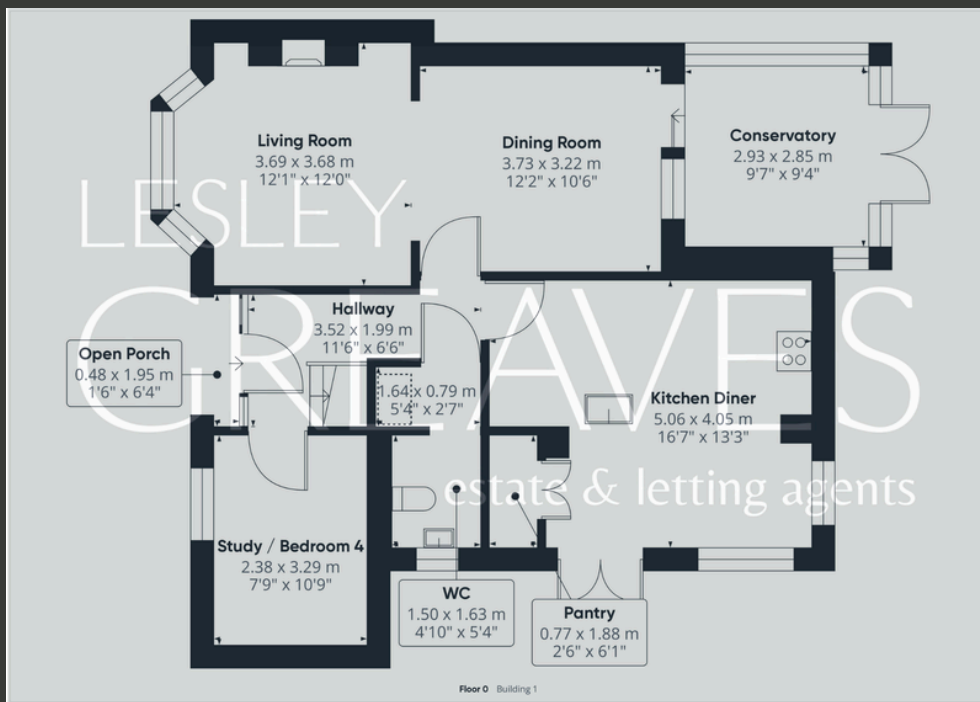 Living Room
3.69 x 3.68 m
12'1" x 12'0"
Dining Room
3.73 x 3.22 m
12'2" x 10'6"
Conservatory
2.93 x 2.85 m
9'7" x 9'4"
LESLEY
GREAVES
estate & letting agents
Hallway
3.52 x 1.99 m
11'6" x 6'6"
Open Porch
0.48 x 1.95 m
1'6" x 6'4"
1.64 x 0.79 m
5'4" x 2'7"
Kitchen Diner
5.06 x 4.05 m
16'7" x 13'3"
Study / Bedroom 4
2.38 x 3.29 m
7'9" x 10'9"
WC
1.50 x 1.63 m
4'10" x 5'4"
Pantry
0.77 x 1.88 m
2'6" x 6'1"
Floor 0 Building 1